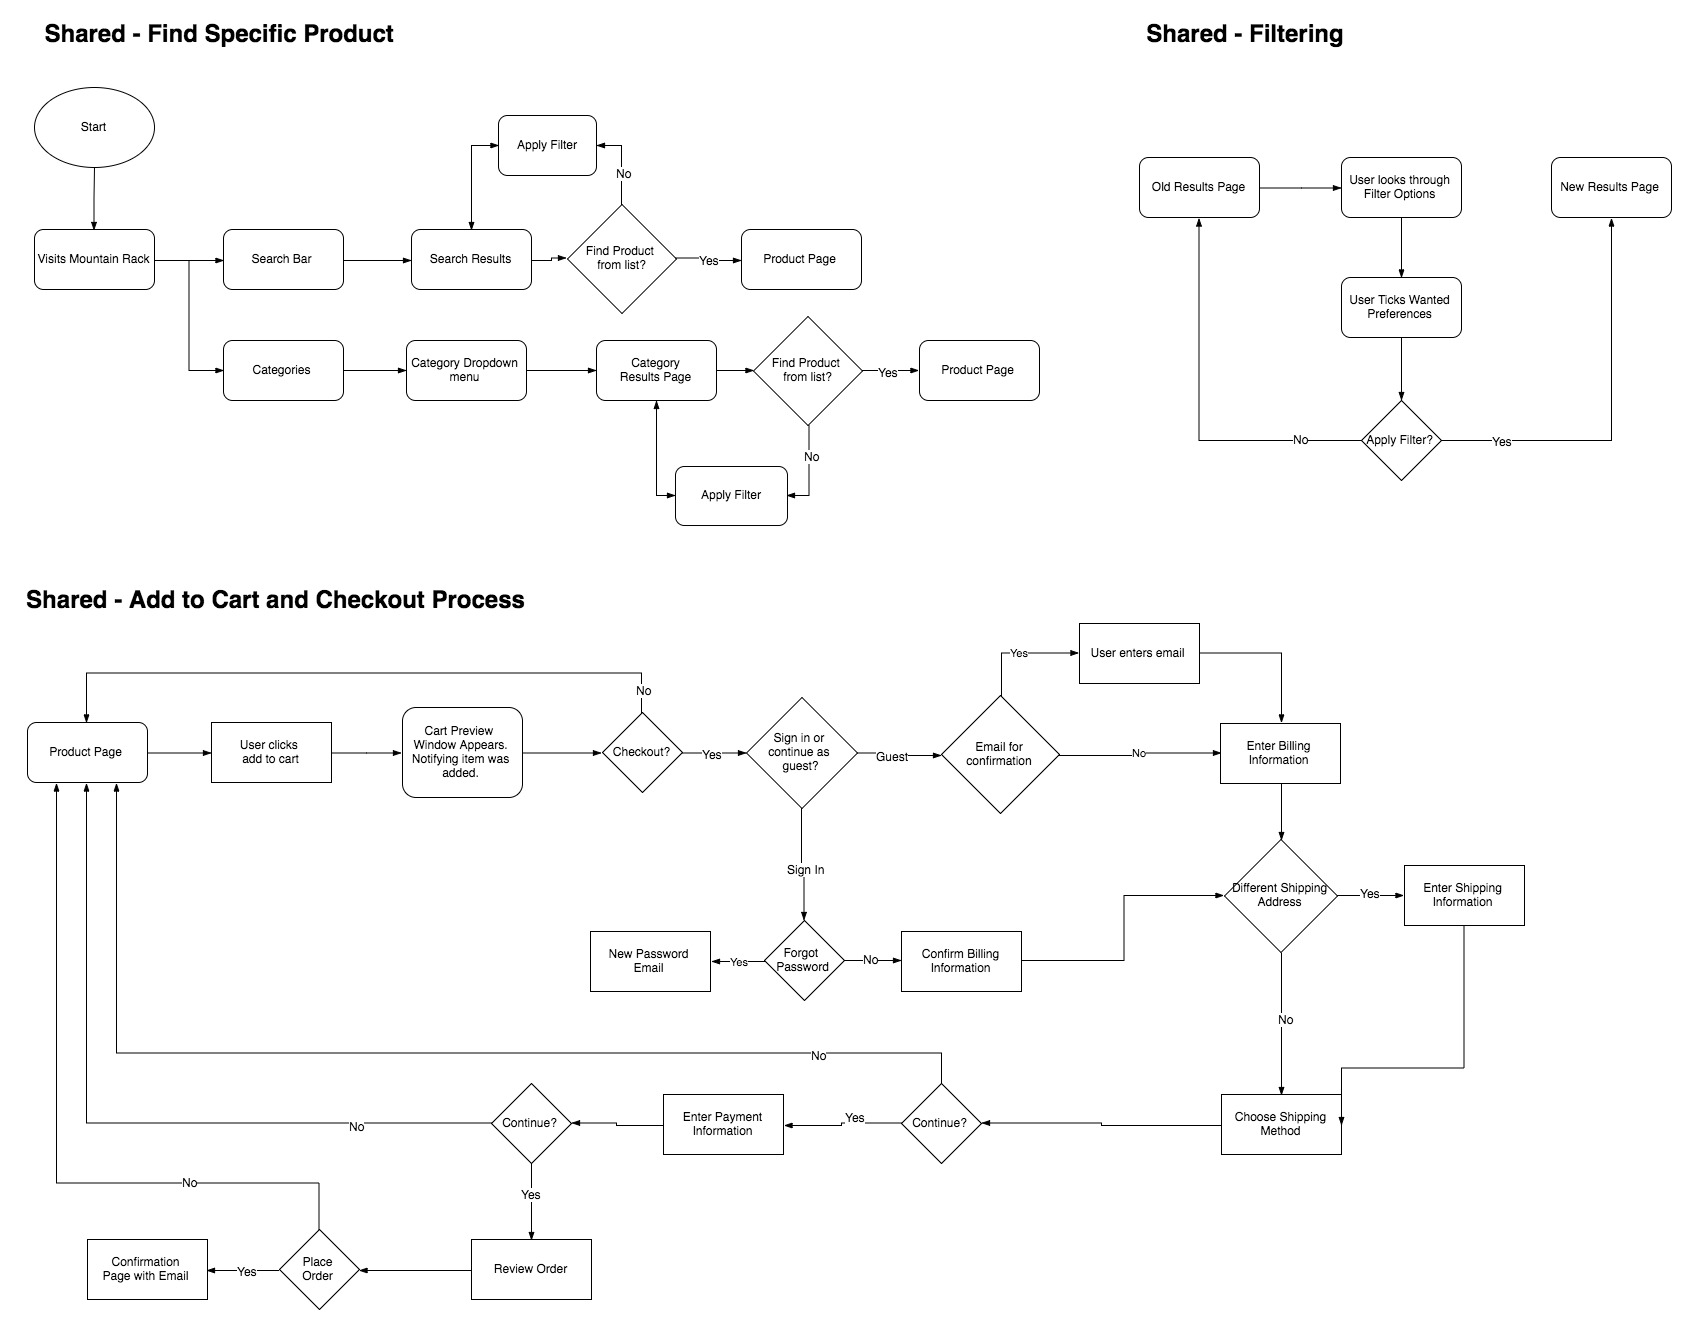 Shared - Find Specific Product
Shared - Filtering
Start
Apply Filter
No
Visits Mountain Rack
Search Bar
Search Results
Find Product
from list?
Yes
Product Page
Categories
Category Dropdown
menu
Category
Results Page
Find Product
from list?
Yes
Product Page
No
Apply Filter
Old Results Page
User looks through
Filter Options
New Results Page
User Ticks Wanted
Preferences
No
Apply Filter?
Yes
Shared - Add to Cart and Checkout Process
Yes
User enters email
No
Product Page
User clicks
add to cart
Cart Preview
Window Appears.
Notifying item was
added.
Checkout?
Yes
Sign in or
continue as
guest?
Guest
Email for
confirmation
No
Enter Billing
Information
Sign In
Different Shipping
Address
Yes
Enter Shipping
Information
New Password
Email
Yes
Forgot
Password
No
Confirm Billing
Information
No
No
No
Continue?
Enter Payment
Information
Yes
Continue?
Choose Shipping
Method
Yes
No
Confirmation
Page with Email
Yes
Place
Order
Review Order